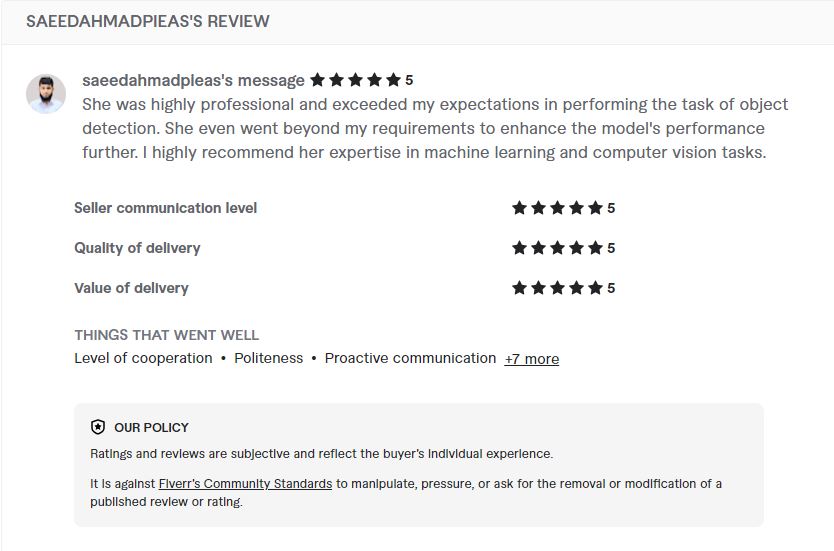 SAEEDAHMADPIEAS'S REVIEW
saeedahmadpieas's message ★★★★★ 5
She was highly professional and exceeded my expectations in performing the task of object
detection. She even went beyond my requirements to enhance the model's performance
further. I highly recommend her expertise in machine learning and computer vision tasks.
Seller communication level ★★★★★ 5
Quality of delivery ★★★★★ 5
Value of delivery ★★★★★ 5
THINGS THAT WENT WELL
Level of cooperation • Politeness • Proactive communication +7 more
OUR POLICY
Ratings and reviews are subjective and reflect the buyer's individual experience.
It is against Fiverr's Community Standards to manipulate, pressure, or ask for the removal or modification of a
published review or rating.